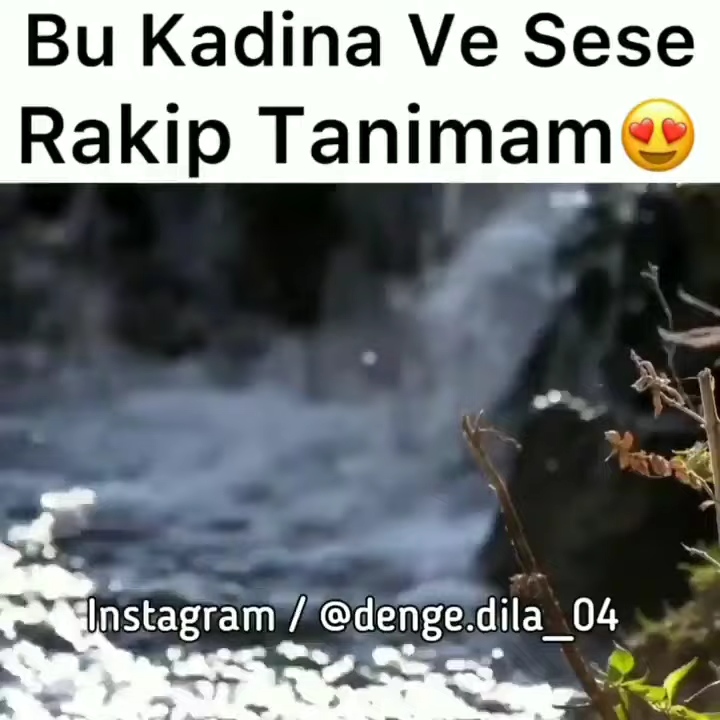 Bu Kadina Ve Sese
Rakip Tanimam😍
Instagram / @denge.dila_04